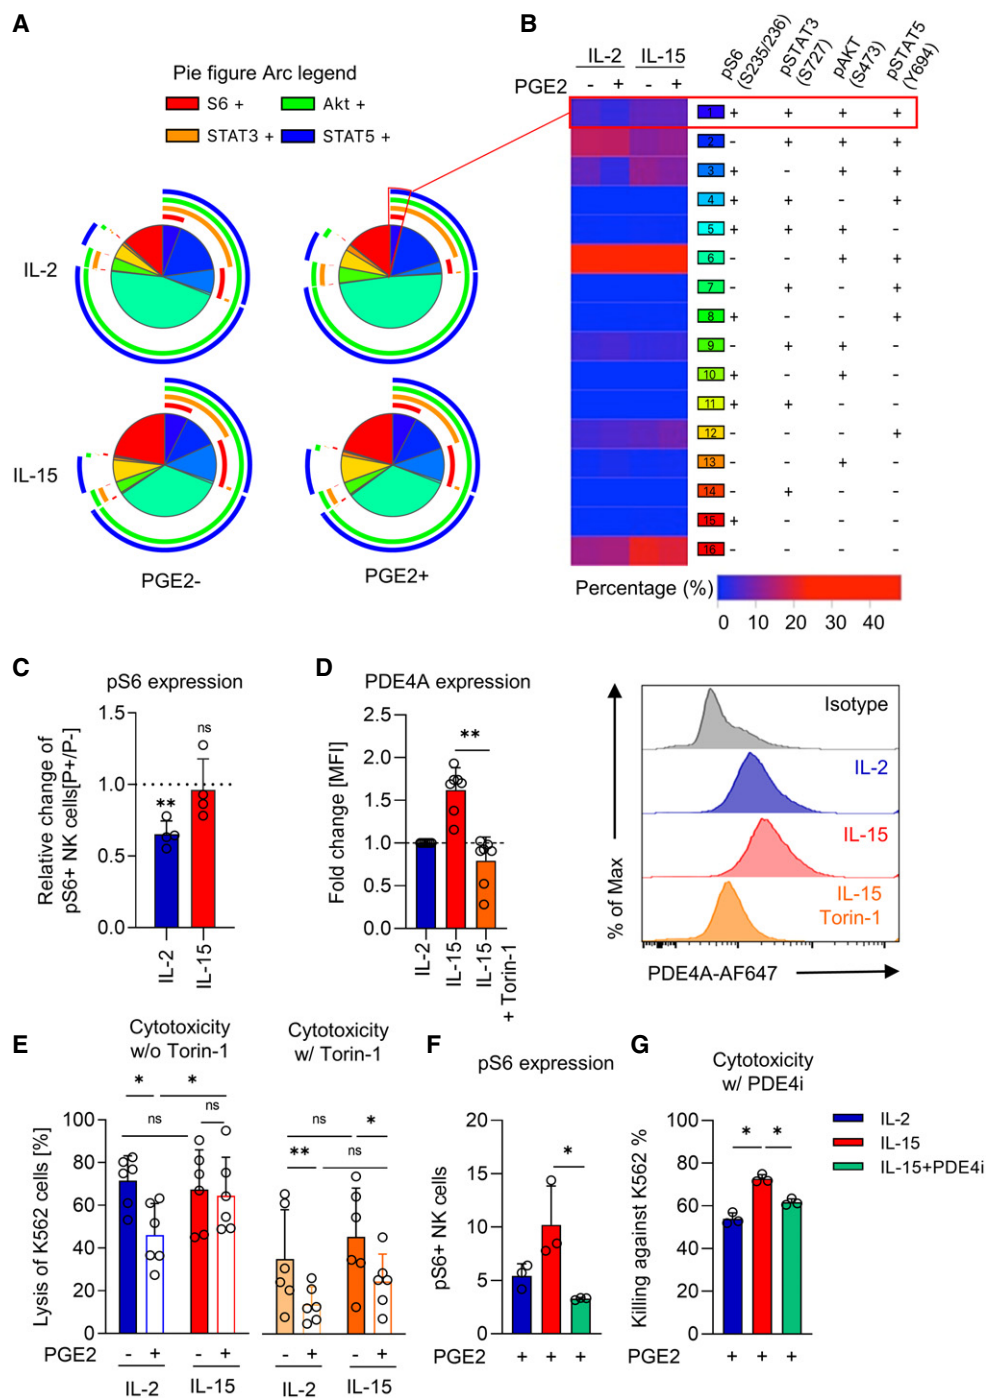 A
Pie figure Arc legend
S6 +
Akt +
STAT3 +
STAT5 +
IL-2
IL-15
PGE2-
PGE2+
B
IL-2
IL-15
PGE2
- + - +
pS6 (S235/236)
pSTAT3 (S727)
pAKT (S473)
pSTAT5 (Y694)
1 + + + +
2 - + + +
3 + - + +
4 + + - +
5 + + + -
6 - - + +
7 - + - +
8 + - - +
9 - + + -
10 + - + -
11 + + - -
12 - - - +
13 - - + -
14 - + - -
15 + - - -
16 - - - -
Percentage (%)
0 10 20 30 40
C
pS6 expression
Relative change of
pS6+ NK cells[P+/P-]
1.5
1.0
0.5
0.0
**
ns
IL-2
IL-15
D
PDE4A expression
Fold change [MFI]
2.5
2.0
1.5
1.0
0.5
0.0
**
IL-2
IL-15
IL-15
+ Torin-1
% of Max
Isotype
IL-2
IL-15
IL-15
Torin-1
PDE4A-AF647
E
Cytotoxicity
w/o Torin-1
Cytotoxicity
w/ Torin-1
Lysis of K562 cells [%]
100
80
60
40
20
0
* *
ns ns
ns *
** ns
PGE2 - + - + - + - +
IL-2 IL-15 IL-2 IL-15
F
pS6 expression
pS6+ NK cells
20
15
10
5
0
*
PGE2 + + +
G
Cytotoxicity
w/ PDE4i
Killing against K562 %
100
80
60
40
20
0
* *
PGE2 + + +
IL-2
IL-15
IL-15+PDE4i